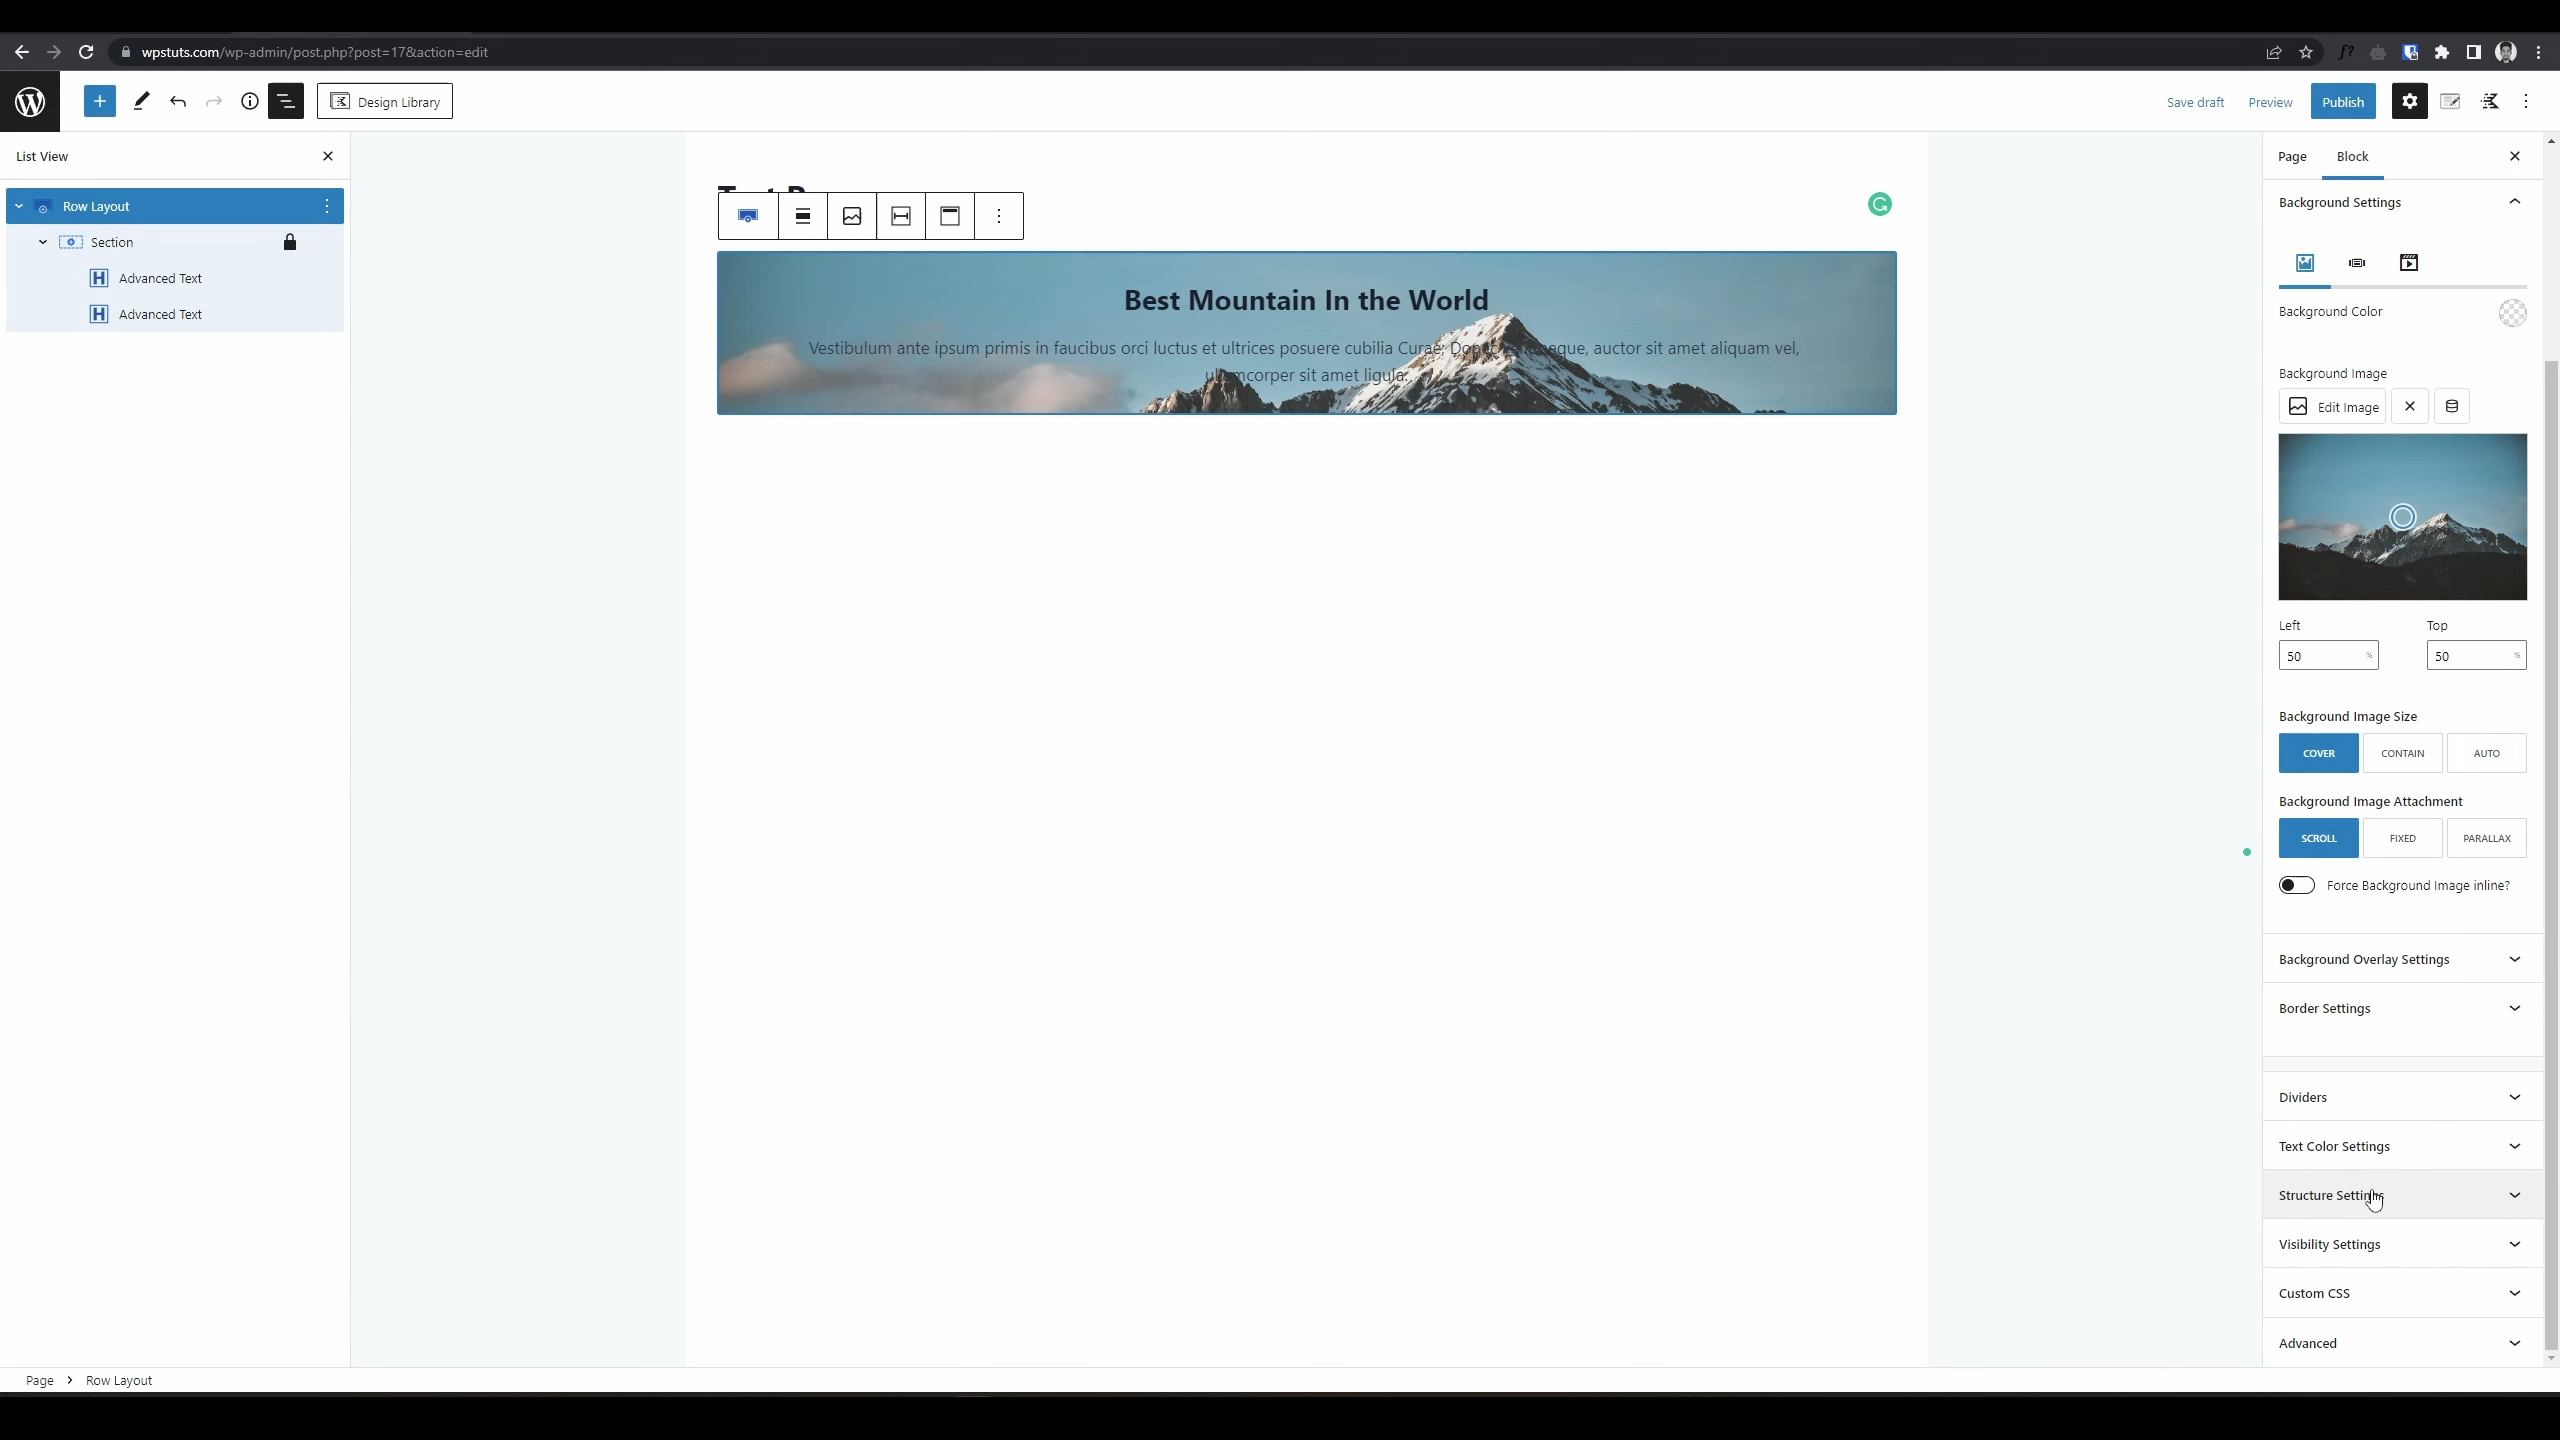 wpstuts.com/wp-admin/post.php?post=17&action=edit
Design Library
Save draft
Preview
Publish
List View
Row Layout
Section
Advanced Text
Advanced Text
Best Mountain In the World
Vestibulum ante ipsum primis in faucibus orci luctus et ultrices posuere cubilia Curae; auctor sit amet aliquam vel,
sit amet ligula.
Page
Block
Background Settings
Background Color
Background Image
Edit Image
Left
Top
50 %
50 %
Background Image Size
COVER
CONTAIN
AUTO
Background Image Attachment
SCROLL
FIXED
PARALLAX
Force Background Image inline?
Background Overlay Settings
Border Settings
Dividers
Text Color Settings
Structure Settings
Visibility Settings
Custom CSS
Advanced
Page > Row Layout